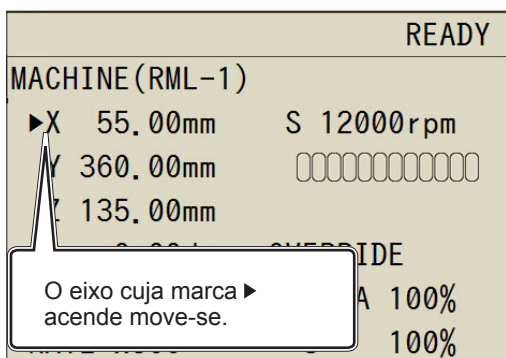 READY
MACHINE(RML-1)
▶X 55.00mm S 12000rpm
Y 360.00mm
Z 135.00mm
O eixo cuja marca ▶
acende move-se.
A 100%
100%